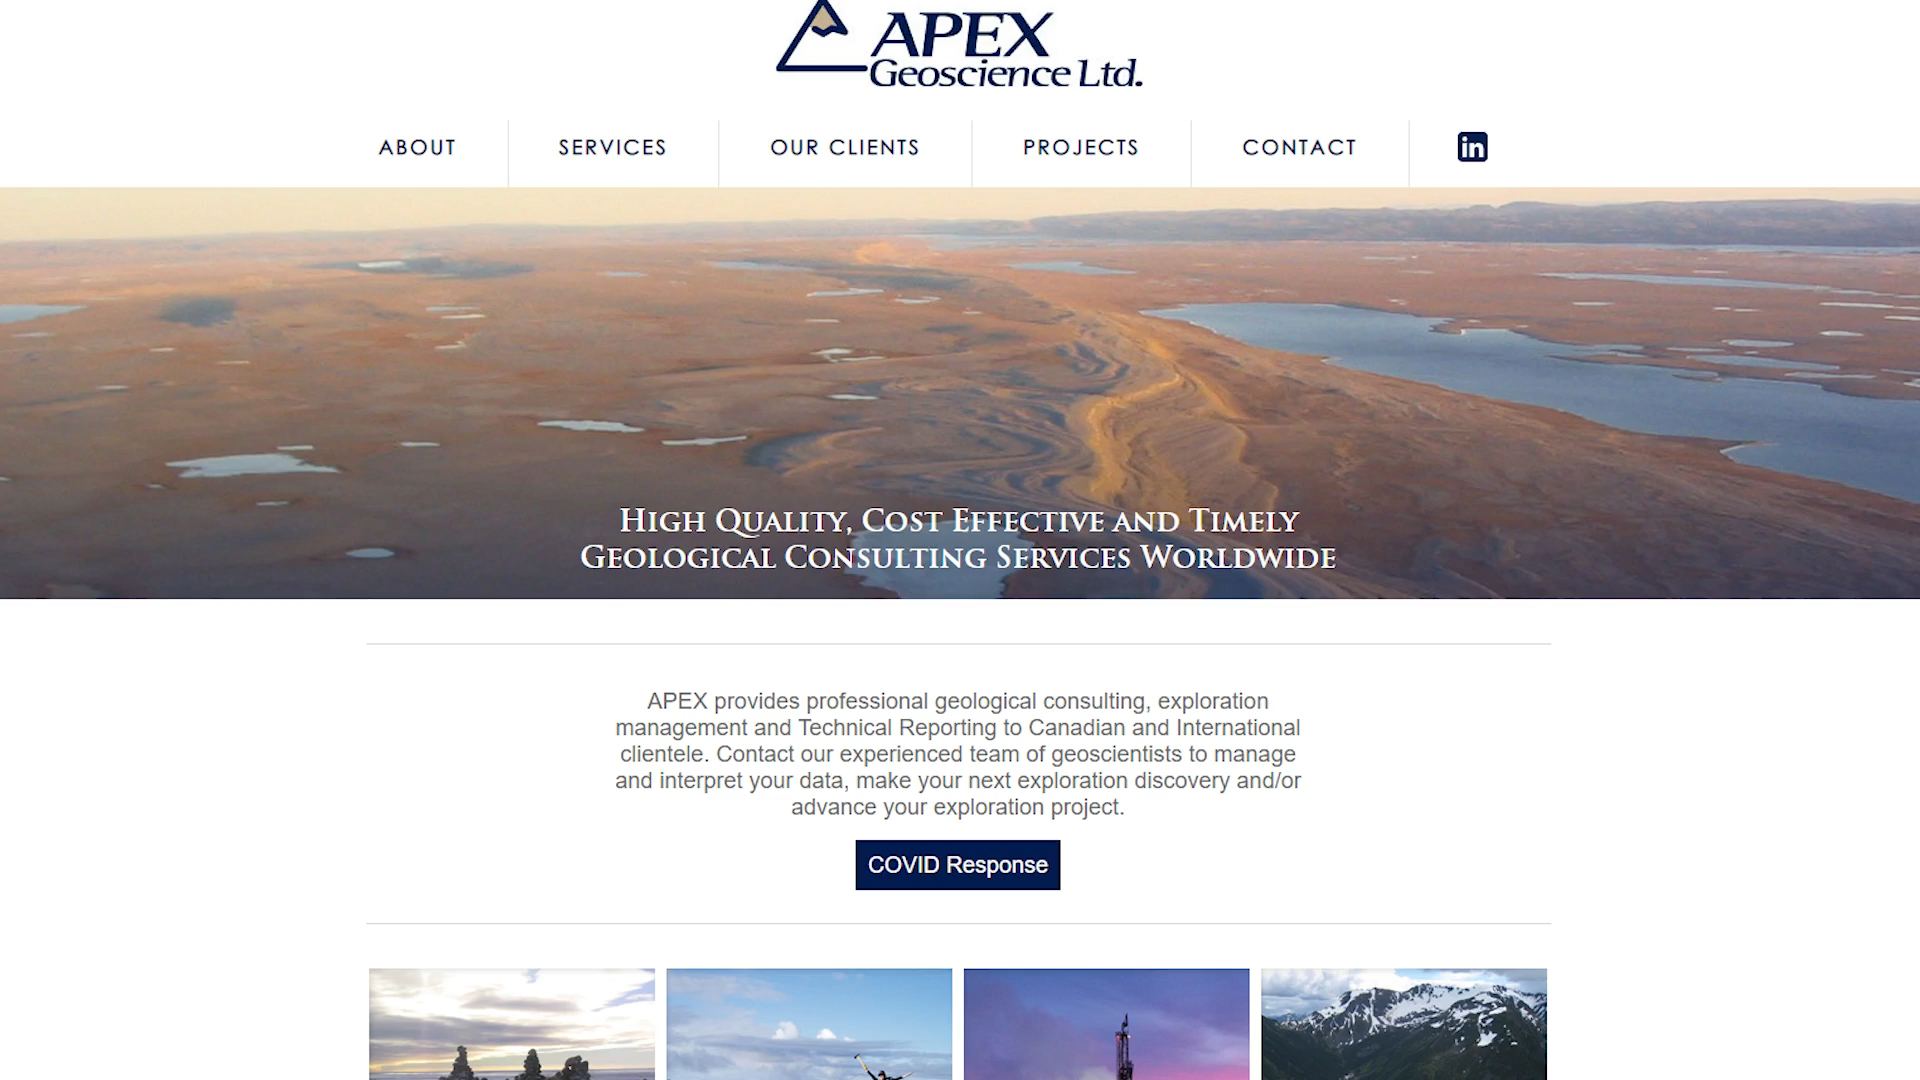 APEX
Geoscience Ltd.
ABOUT
SERVICES
OUR CLIENTS
PROJECTS
CONTACT
in
High Quality, Cost Effective and Timely
Geological Consulting Services Worldwide
APEX provides professional geological consulting, exploration
management and Technical Reporting to Canadian and International
clientele. Contact our experienced team of geoscientists to manage
and interpret your data, make your next exploration discovery and/or
advance your exploration project.
COVID Response